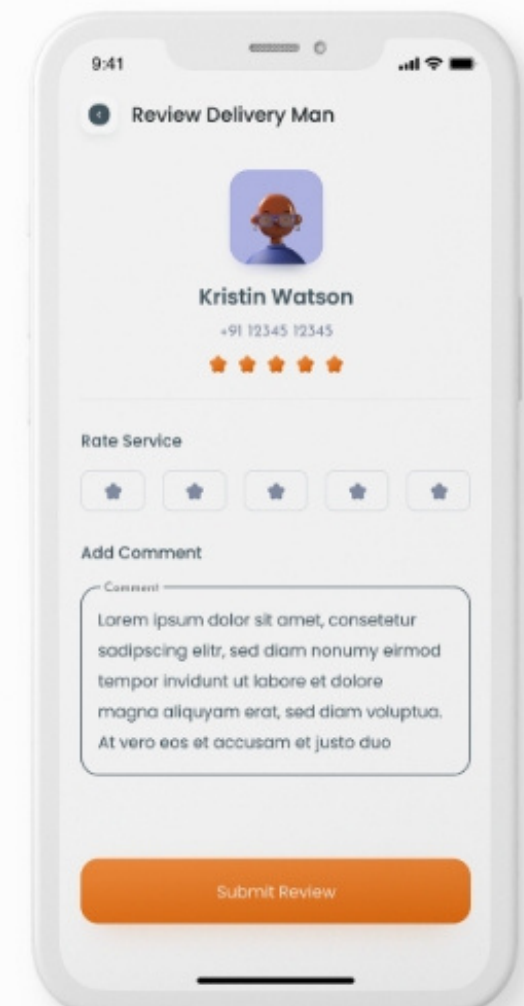 9:41
Review Delivery Man
Kristin Watson
+91 12345 12345
Rate Service
Add Comment
Comment
Lorem ipsum dolor sit amet, consetetur
sadipscing elitr, sed diam nonumy eirmod
tempor invidunt ut labore et dolore
magna aliquyam erat, sed diam voluptua.
At vero eos et accusam et justo duo
Submit Review